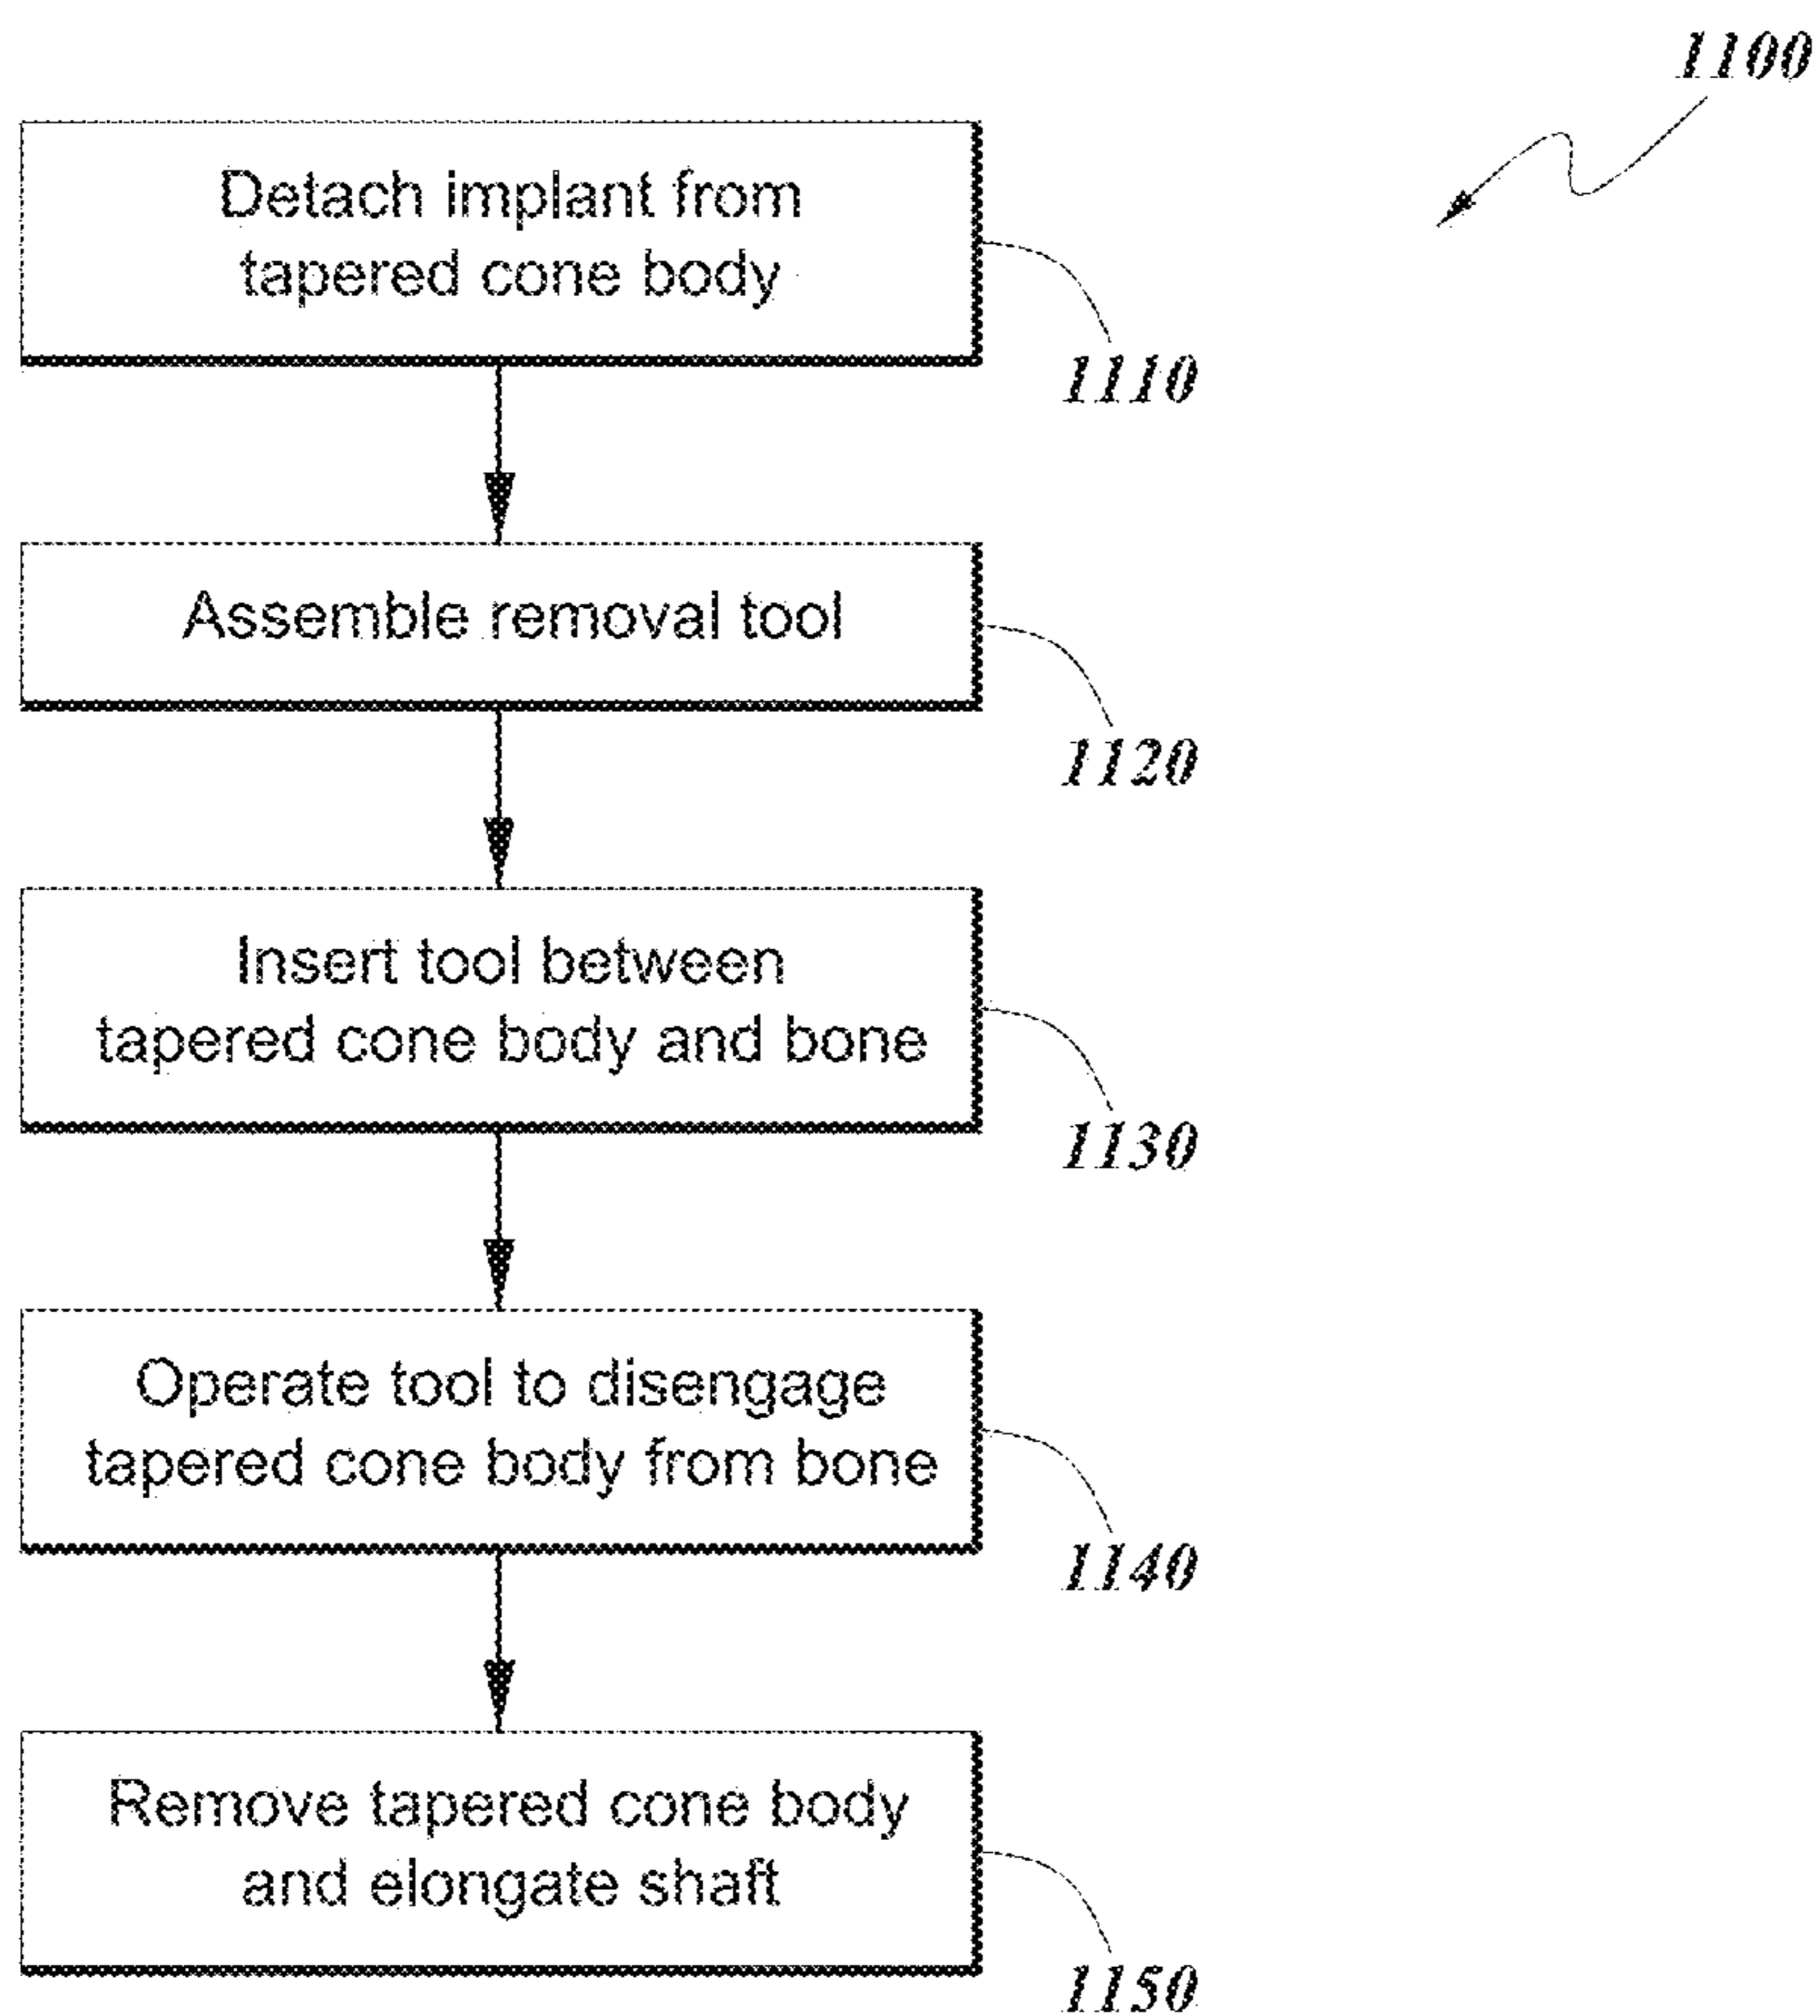 1100
Detach implant from
tapered cone body
1110
Assemble removal tool
1120
Insert tool between
tapered cone body and bone
1130
Operate tool to disengage
tapered cone body from bone
1140
Remove tapered cone body
and elongate shaft
1150